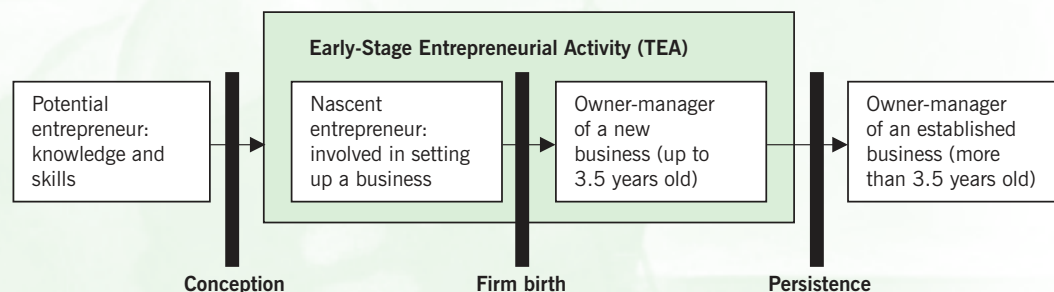 Early-Stage Entrepreneurial Activity (TEA)
Potential
entrepreneur:
knowledge and
skills
Nascent
entrepreneur:
involved in setting
up a business
Owner-manager
of a new
business (up to
3.5 years old)
Owner-manager
of an established
business (more
than 3.5 years old)
Conception
Firm birth
Persistence